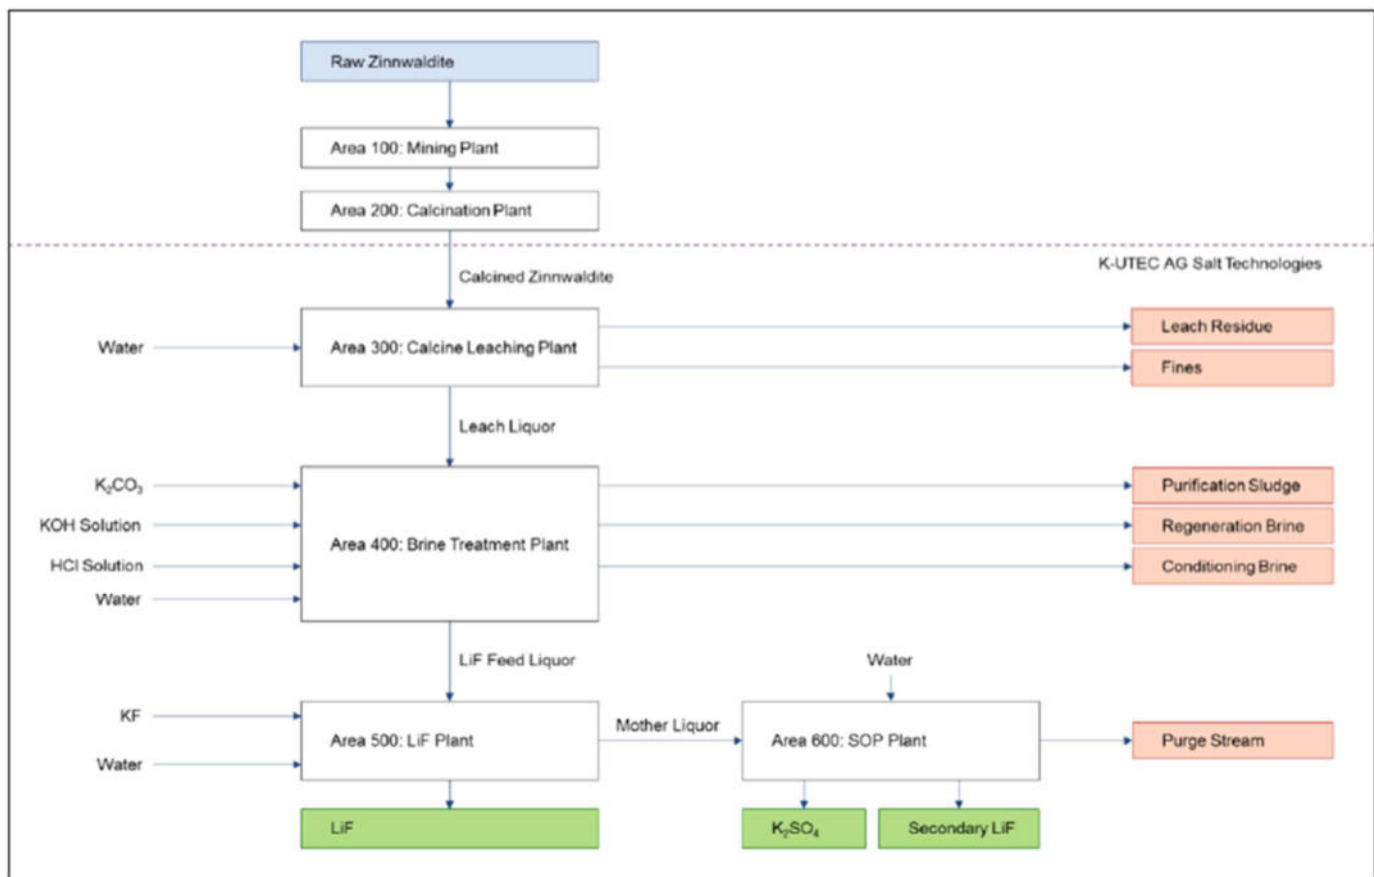 Raw Zinnwaldite
Area 100: Mining Plant
Area 200: Calcination Plant
K-UTEC AG Salt Technologies
Calcined Zinnwaldite
Water
Area 300: Calcine Leaching Plant
Leach Residue
Fines
Leach Liquor
K₂CO₃
KOH Solution
HCl Solution
Water
Area 400: Brine Treatment Plant
Purification Sludge
Regeneration Brine
Conditioning Brine
LiF Feed Liquor
Water
KF
Water
Area 500: LiF Plant
Mother Liquor
Area 600: SOP Plant
Purge Stream
LiF
K₂SO₄
Secondary LiF